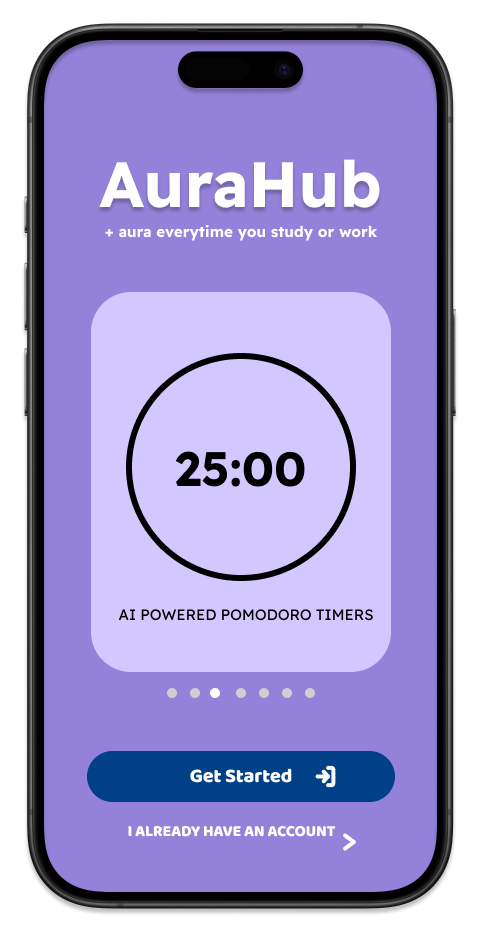 AuraHub
+ aura everytime you study or work
25:00
AI POWERED POMODORO TIMERS
Get Started
I ALREADY HAVE AN ACCOUNT